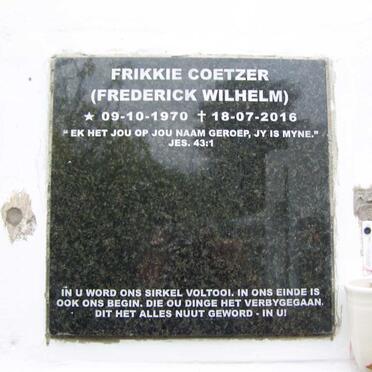 FRIKKIE COETZER
(FREDERICK WILHELM)
★ 09-10-1970 ✝ 18-07-2016
" EK HET JOU OP JOU NAAM GEROEP, JY IS MYNE."
JES. 43:1
IN U WORD ONS SIRKEL VOLTOOI. IN ONS EINDE IS
OOK ONS BEGIN. DIE OU DINGE HET VERBYGEGAAN.
DIT HET ALLES NUUT GEWORD - IN U!